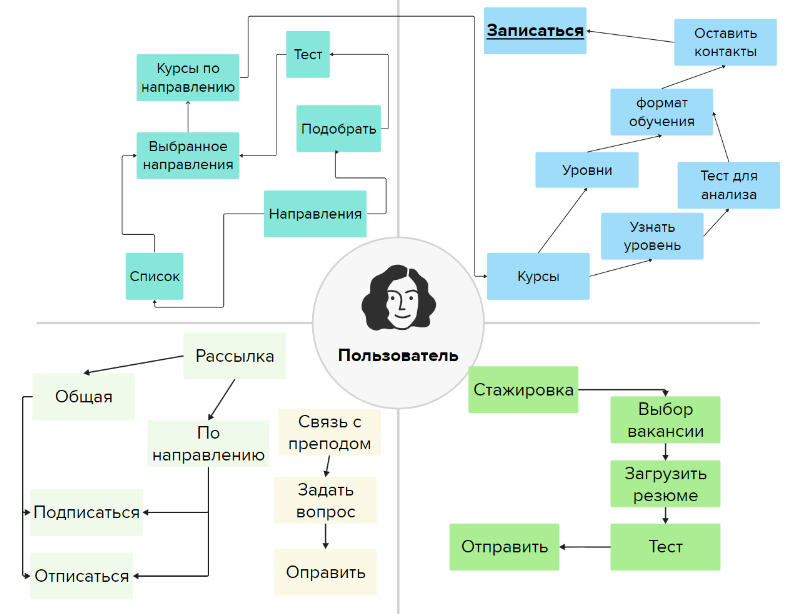 Курсы по
направлению
Тест
Подобрать
Выбранное
направления
Направления
Список
Записаться
Оставить
контакты
формат
обучения
Уровни
Тест для
анализа
Узнать
уровень
Курсы
Пользователь
Рассылка
Общая
По
направлению
Подписаться
Отписаться
Связь с
преподом
Задать
вопрос
Оправить
Стажировка
Выбор
вакансии
Загрузить
резюме
Тест
Отправить